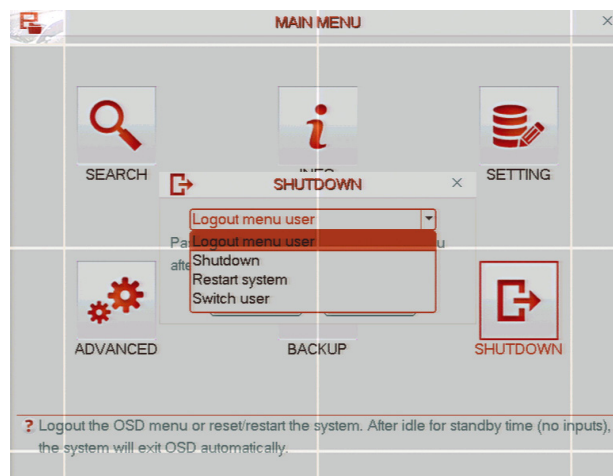 MAIN MENU
SEARCH
SETTING
SHUTDOWN
Logout menu user
Logout menu user
Shutdown
Restart system
Switch user
ADVANCED
BACKUP
SHUTDOWN
? Logout the OSD menu or reset/restart the system. After idle for standby time (no inputs),
the system will exit OSD automatically.